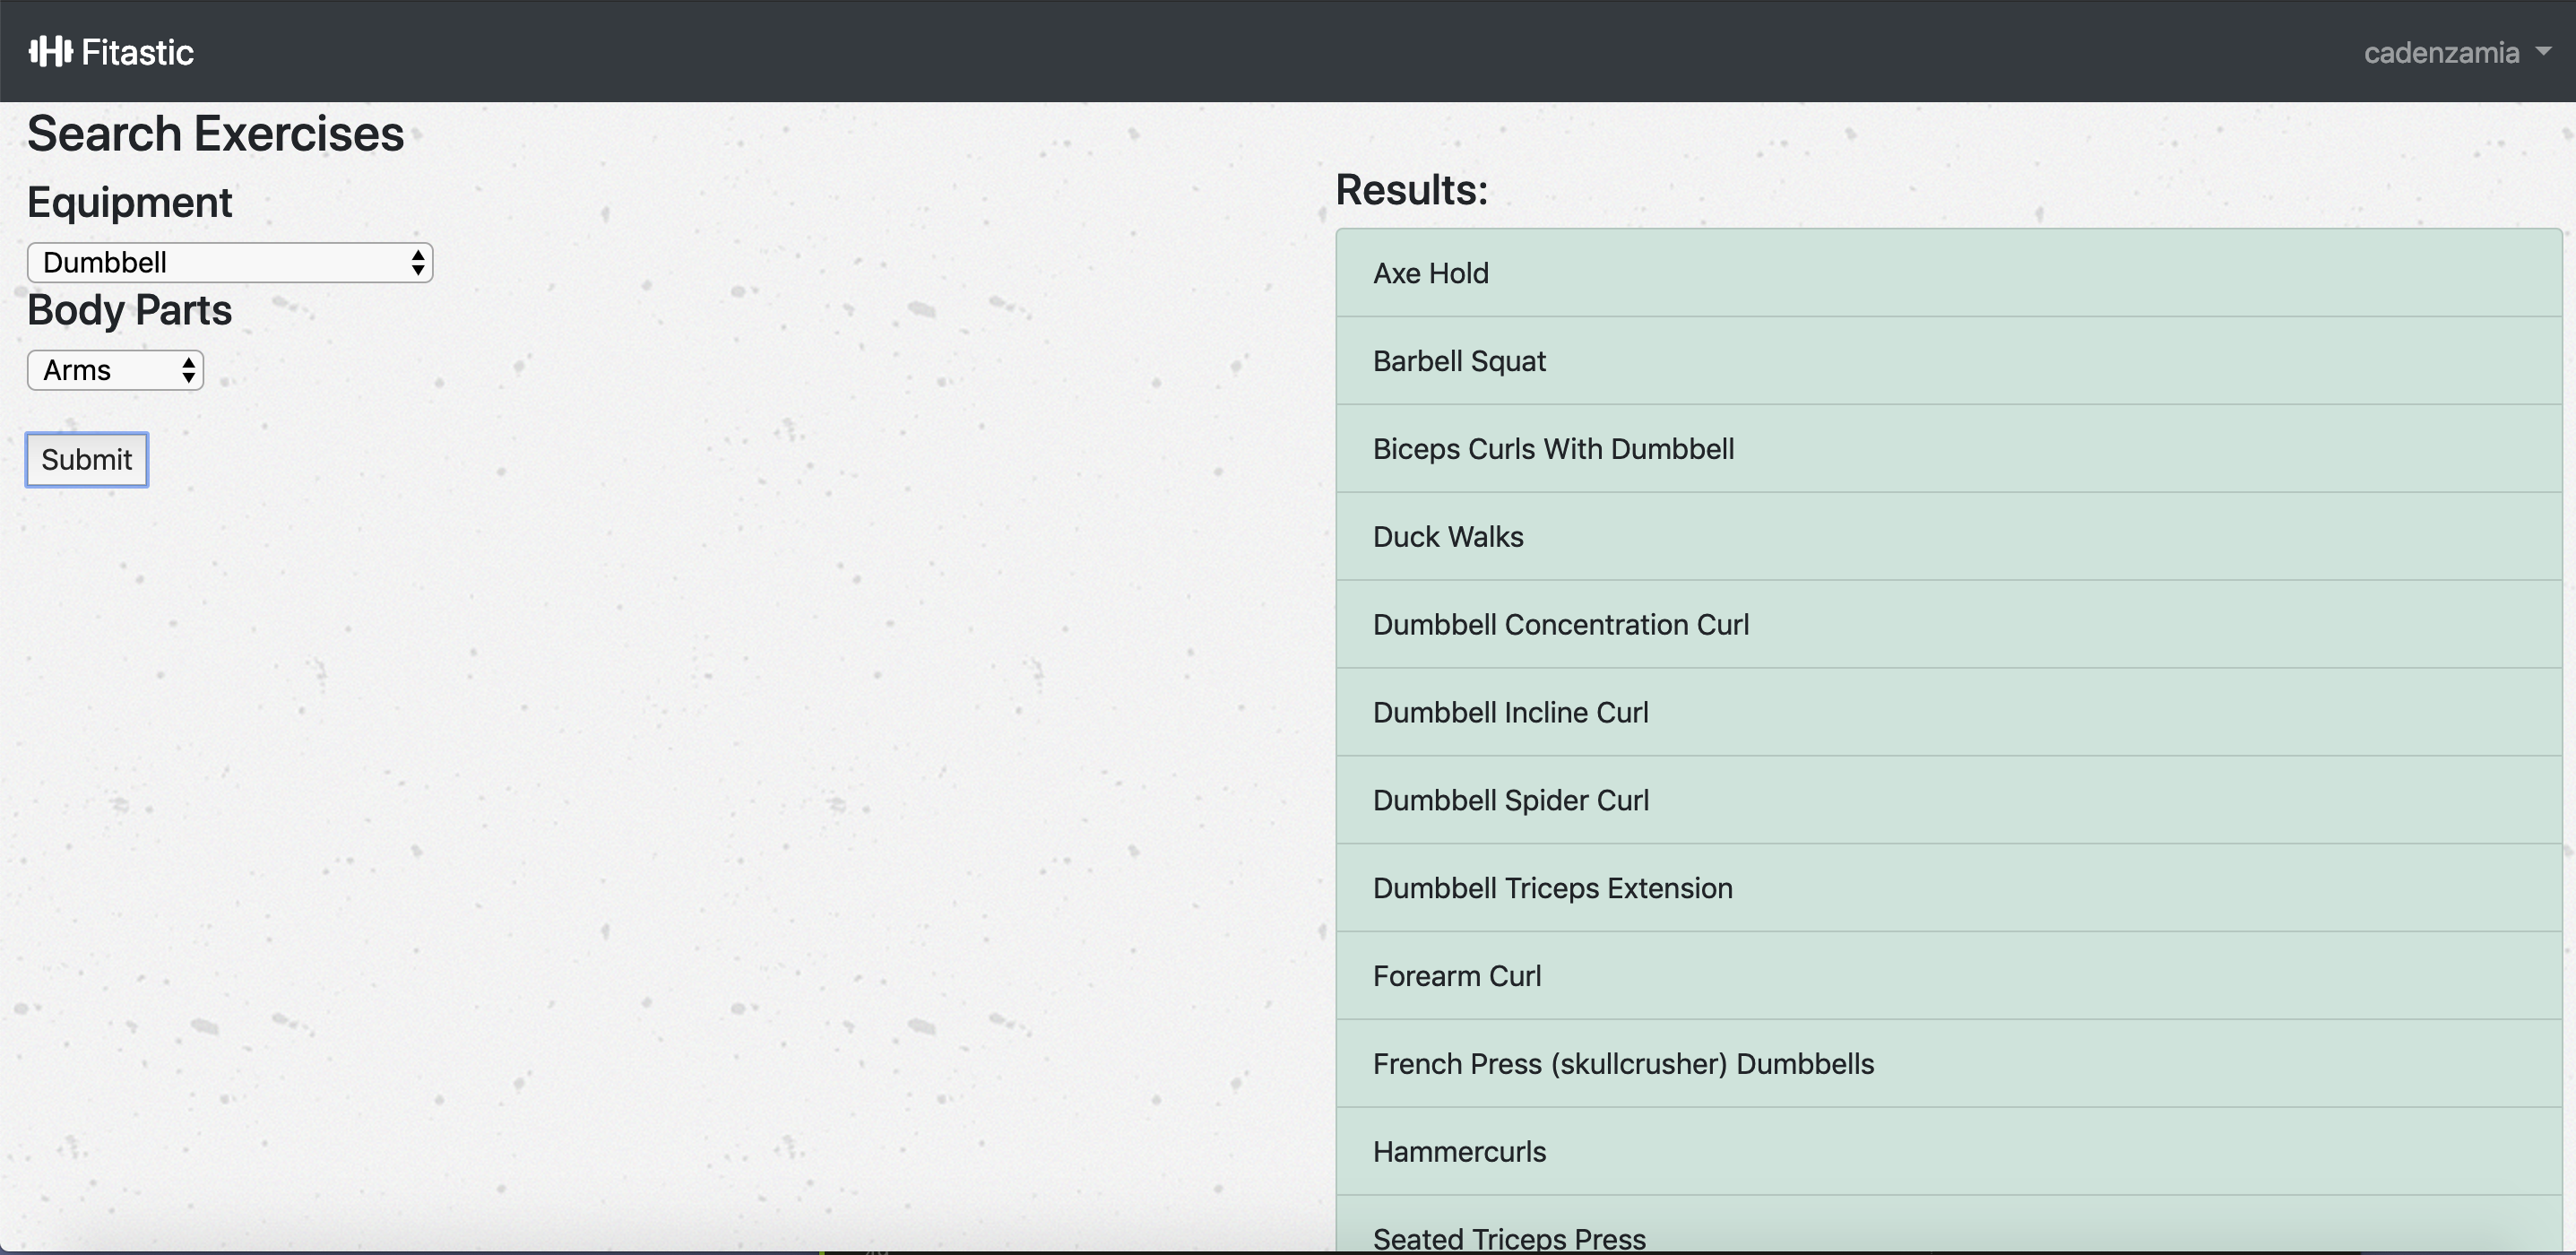 Fitastic
cadenzamia
Search Exercises
Equipment
Dumbbell
Body Parts
Arms
Submit
Results:
Axe Hold
Barbell Squat
Biceps Curls With Dumbbell
Duck Walks
Dumbbell Concentration Curl
Dumbbell Incline Curl
Dumbbell Spider Curl
Dumbbell Triceps Extension
Forearm Curl
French Press (skullcrusher) Dumbbells
Hammercurls
Seated Triceps Press